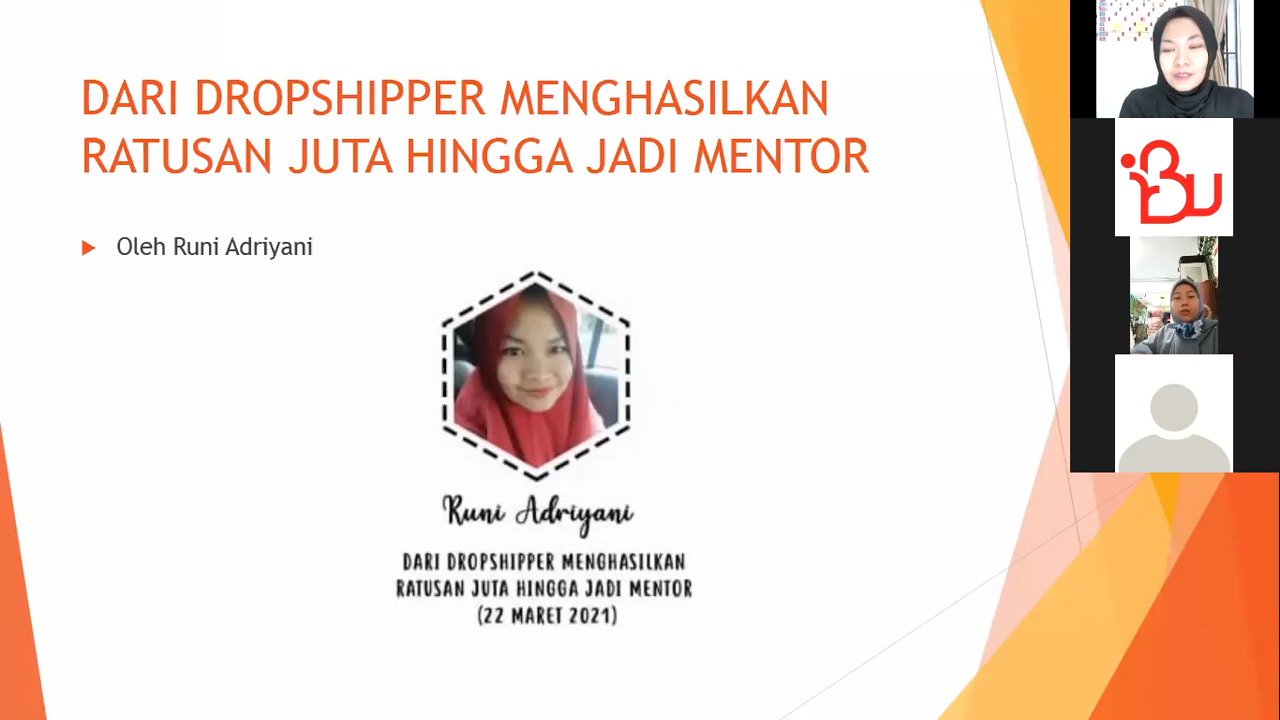 DARI DROPSHIPPER MENGHASILKAN
RATUSAN JUTA HINGGA JADI MENTOR
Oleh Runi Adriyani
Runi Adriyani
DARI DROPSHIPPER MENGHASILKAN
RATUSAN JUTA HINGGA JADI MENTOR
(22 MARET 2021)
iBu